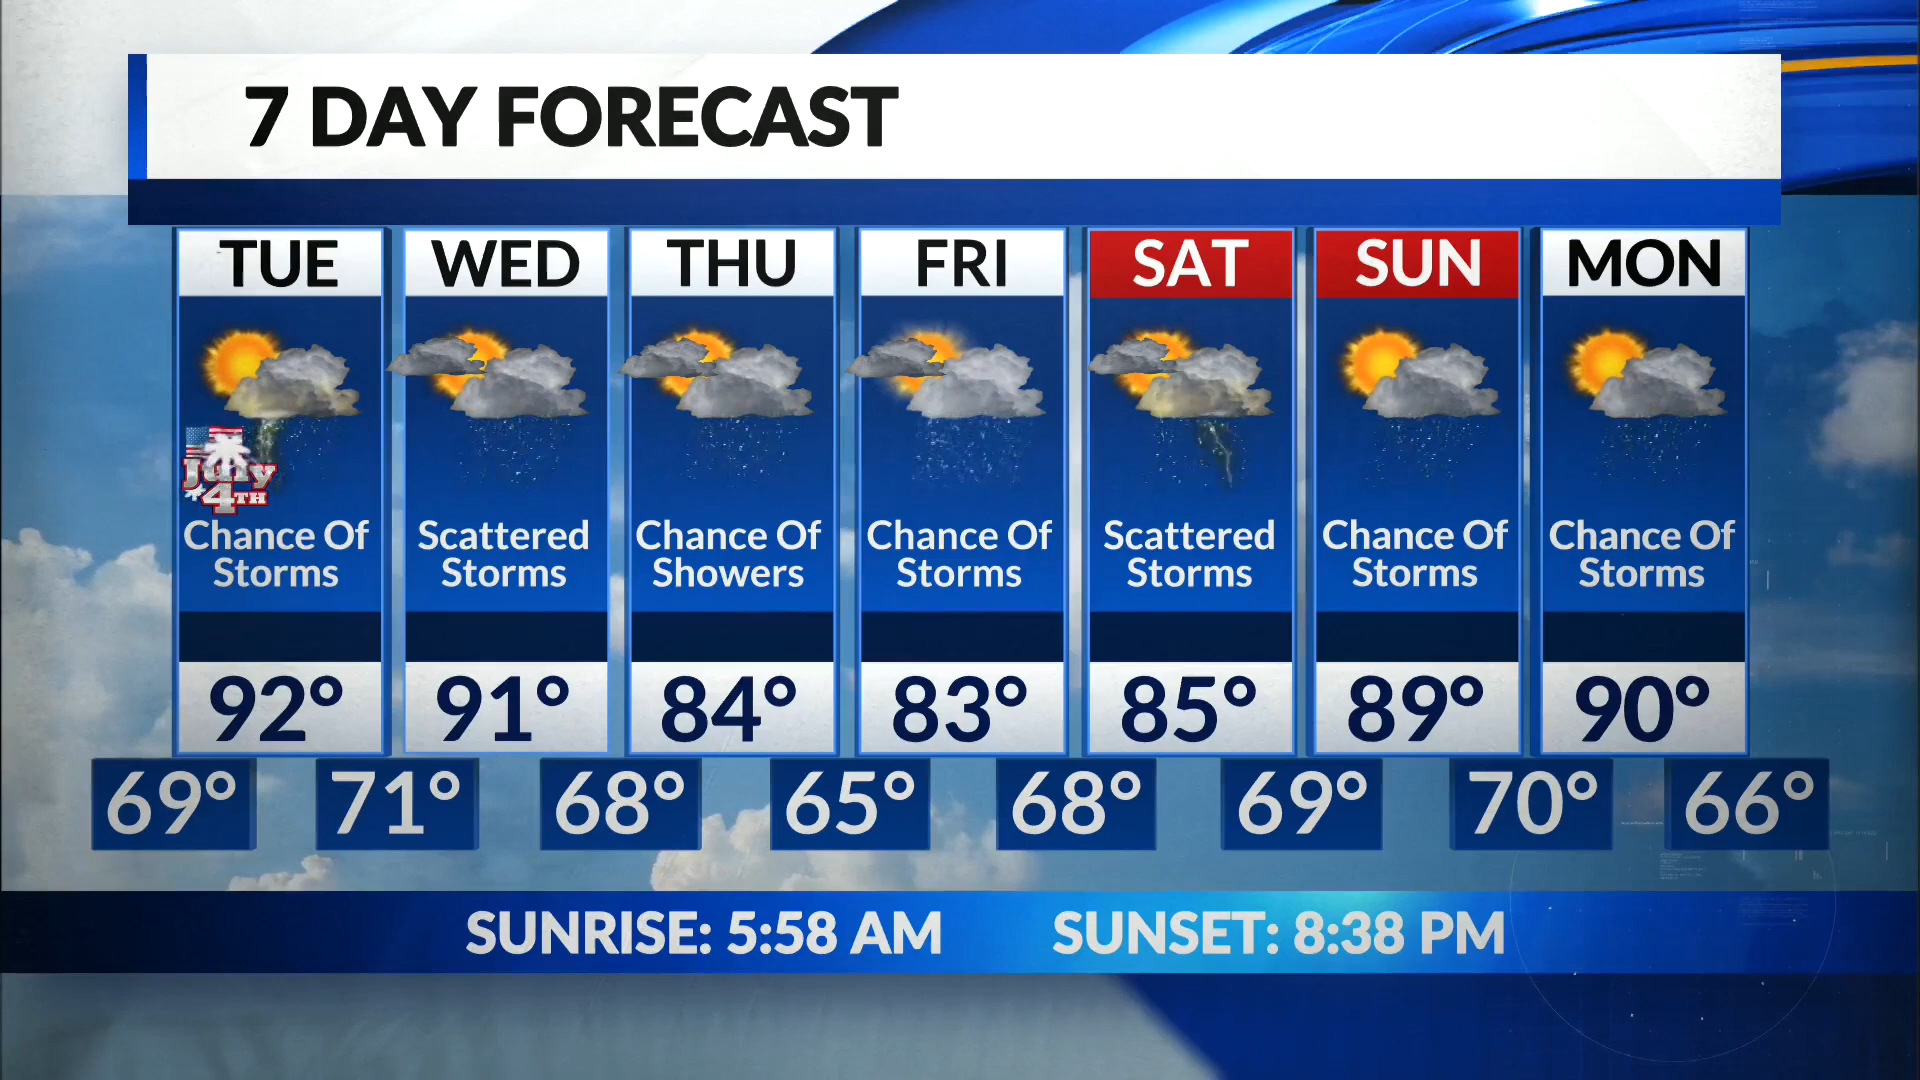 7 DAY FORECAST
TUE WED THU FRI SAT SUN MON
July
4TH
Chance Of Scattered Chance Of Chance Of Scattered Chance Of Chance Of
Storms Storms Showers Storms Storms Storms Storms
92° 91° 84° 83° 85° 89° 90°
69° 71° 68° 65° 68° 69° 70° 66°
SUNRISE: 5:58 AM SUNSET: 8:38 PM